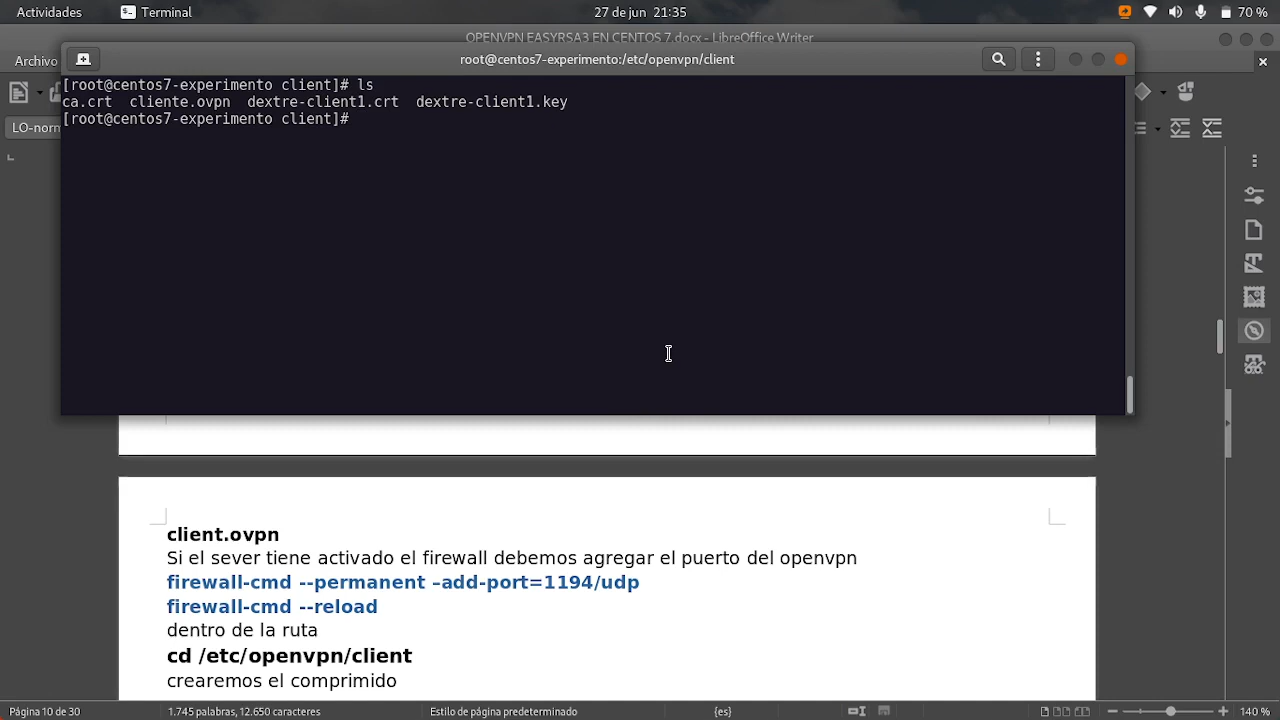 Actividades Terminal 27 de jun 21:35 70 %
OPENVPN EASYRSA3 EN CENTOS 7.docx - LibreOffice Writer
root@centos7-experimento:/etc/openvpn/client
Archivo
[root@centos7-experimento client]# ls
ca.crt cliente.ovpn dextre-client1.crt dextre-client1.key
[root@centos7-experimento client]#
LO-norm
client.ovpn
Si el sever tiene activado el firewall debemos agregar el puerto del openvpn
firewall-cmd --permanent –add-port=1194/udp
firewall-cmd --reload
dentro de la ruta
cd /etc/openvpn/client
crearemos el comprimido
Página 10 de 30 1.745 palabras, 12.650 caracteres Estilo de página predeterminado {es} 140 %